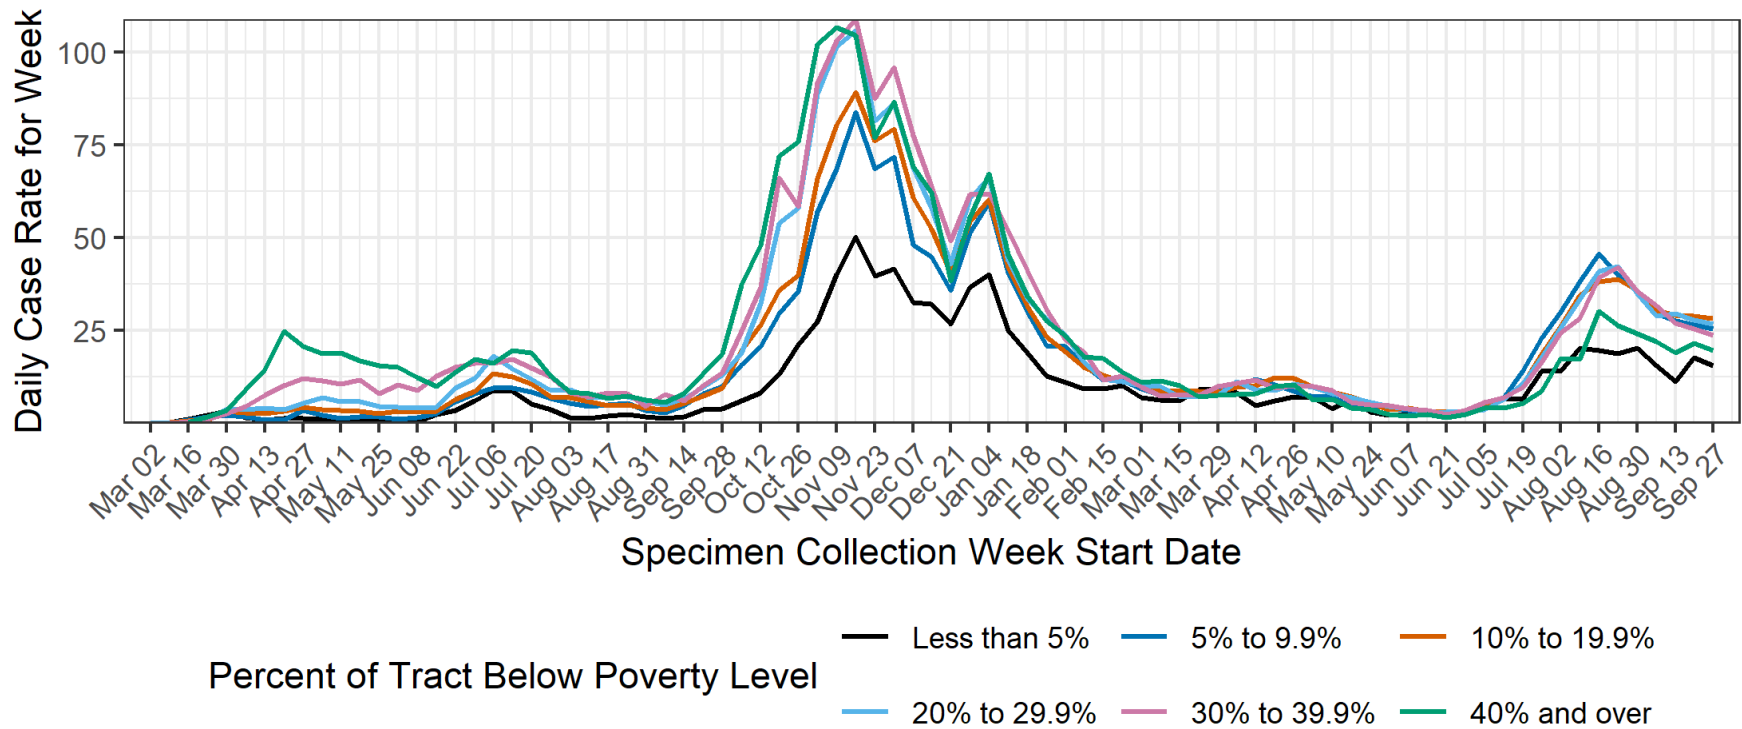 Daily Case Rate for Week
100
75
50
25
Mar 02
Mar 16
Mar 30
Apr 13
Apr 27
May 11
May 25
Jun 08
Jun 22
Jul 06
Jul 20
Aug 03
Aug 17
Aug 31
Sep 14
Sep 28
Oct 12
Oct 26
Nov 09
Nov 23
Dec 07
Dec 21
Jan 04
Jan 18
Feb 01
Feb 15
Mar 01
Mar 15
Mar 29
Apr 12
Apr 26
May 10
May 24
Jun 07
Jun 21
Jul 05
Jul 19
Aug 02
Aug 16
Aug 30
Sep 13
Sep 27
Specimen Collection Week Start Date
Percent of Tract Below Poverty Level
Less than 5% 5% to 9.9% 10% to 19.9%
20% to 29.9% 30% to 39.9% 40% and over